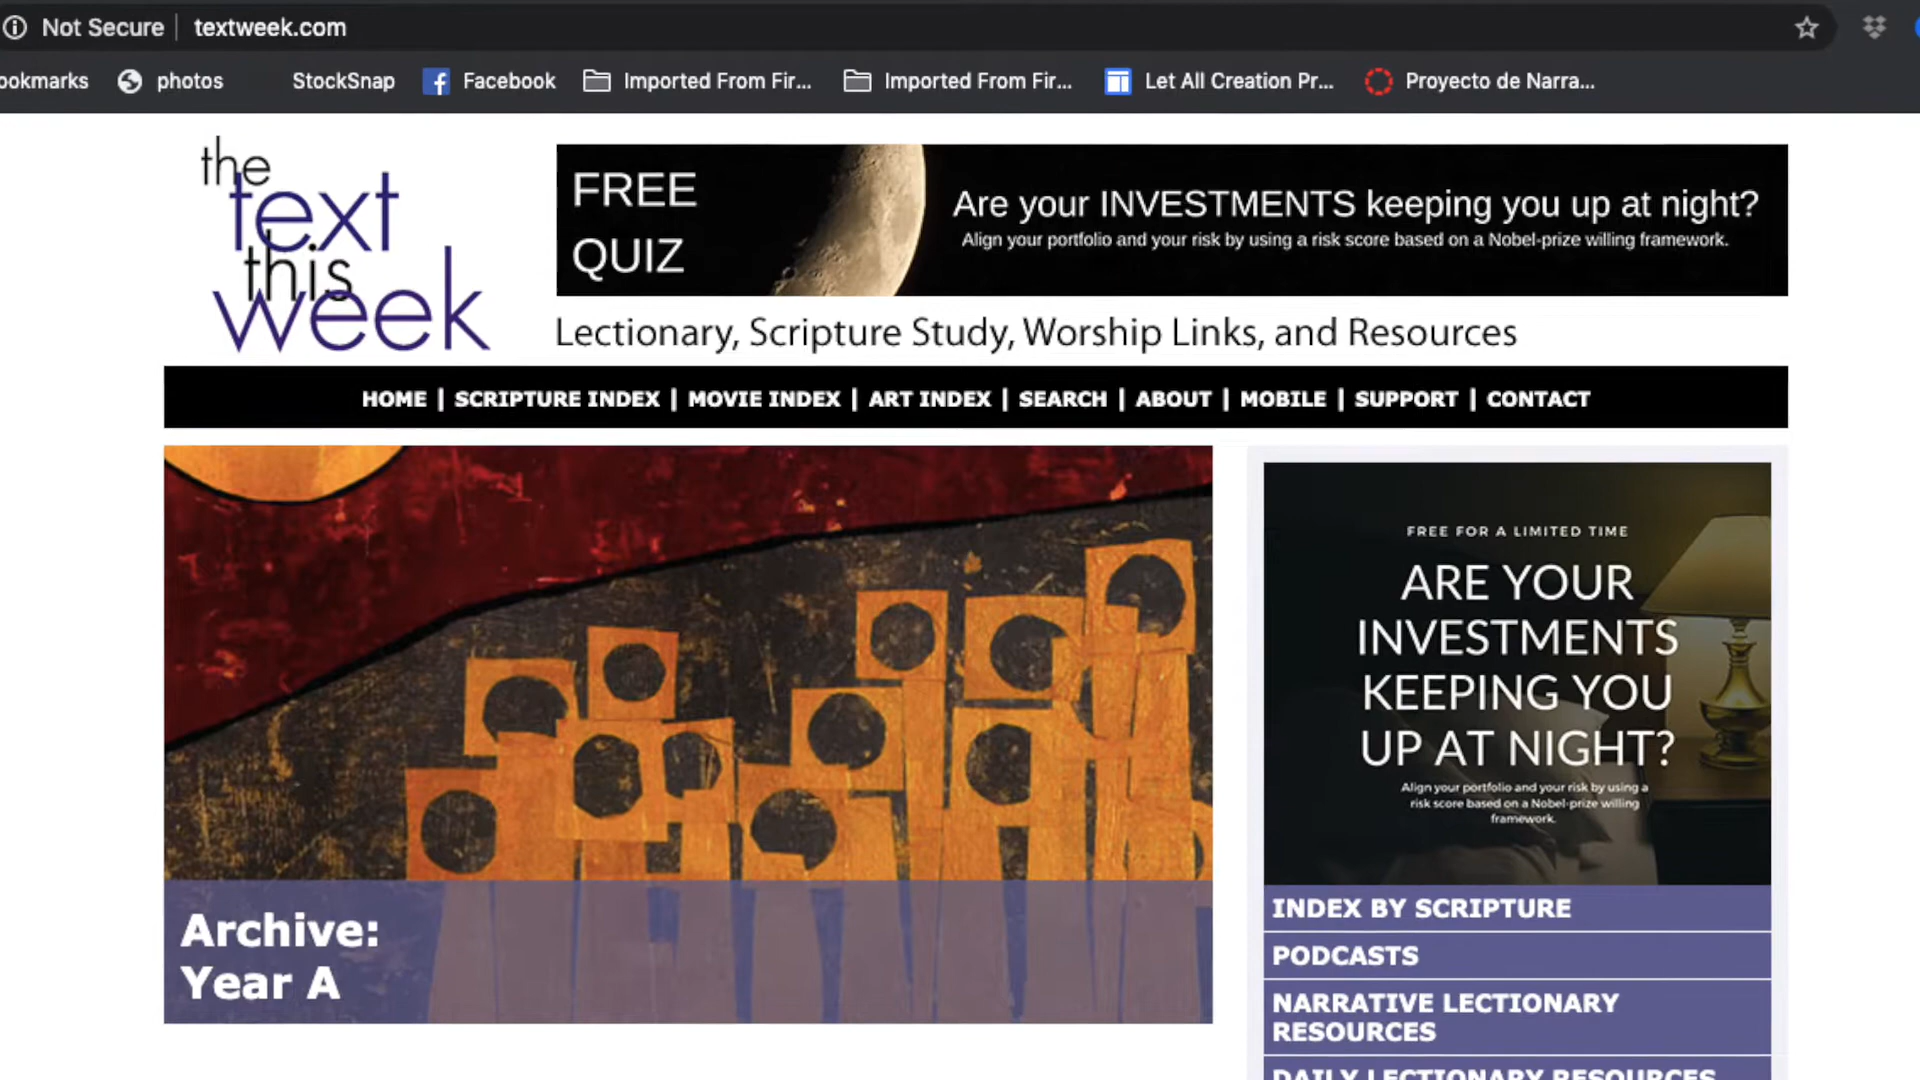 Not Secure textweek.com
ookmarks photos StockSnap Facebook Imported From Fir... Imported From Fir... Let All Creation Pr... Proyecto de Narra...
the
text
this
week
FREE
QUIZ
Are your INVESTMENTS keeping you up at night?
Align your portfolio and your risk by using a risk score based on a Nobel-prize willing framework.
Lectionary, Scripture Study, Worship Links, and Resources
HOME | SCRIPTURE INDEX | MOVIE INDEX | ART INDEX | SEARCH | ABOUT | MOBILE | SUPPORT | CONTACT
Archive:
Year A
FREE FOR A LIMITED TIME
ARE YOUR
INVESTMENTS
KEEPING YOU
UP AT NIGHT?
Align your portfolio and your risk by using a
risk score based on a Nobel-prize willing
framework.
INDEX BY SCRIPTURE
PODCASTS
NARRATIVE LECTIONARY
RESOURCES
DAILY LECTIONARY RESOURCES